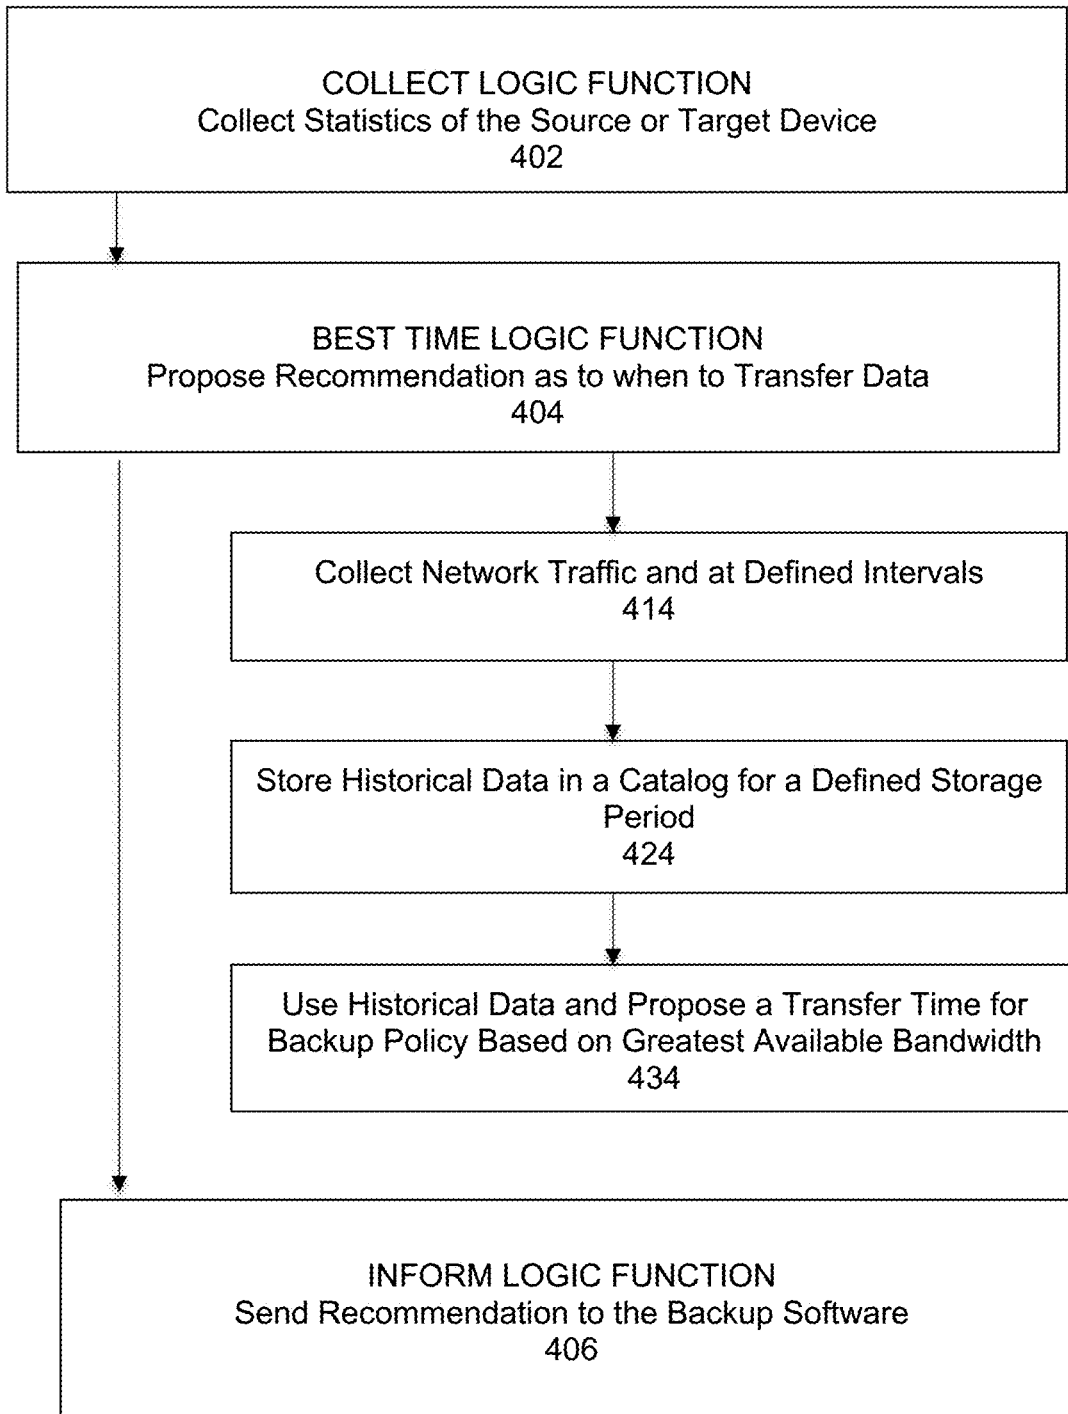 COLLECT LOGIC FUNCTION
Collect Statistics of the Source or Target Device
402
BEST TIME LOGIC FUNCTION
Propose Recommendation as to when to Transfer Data
404
Collect Network Traffic and at Defined Intervals
414
Store Historical Data in a Catalog for a Defined Storage
Period
424
Use Historical Data and Propose a Transfer Time for
Backup Policy Based on Greatest Available Bandwidth
434
INFORM LOGIC FUNCTION
Send Recommendation to the Backup Software
406